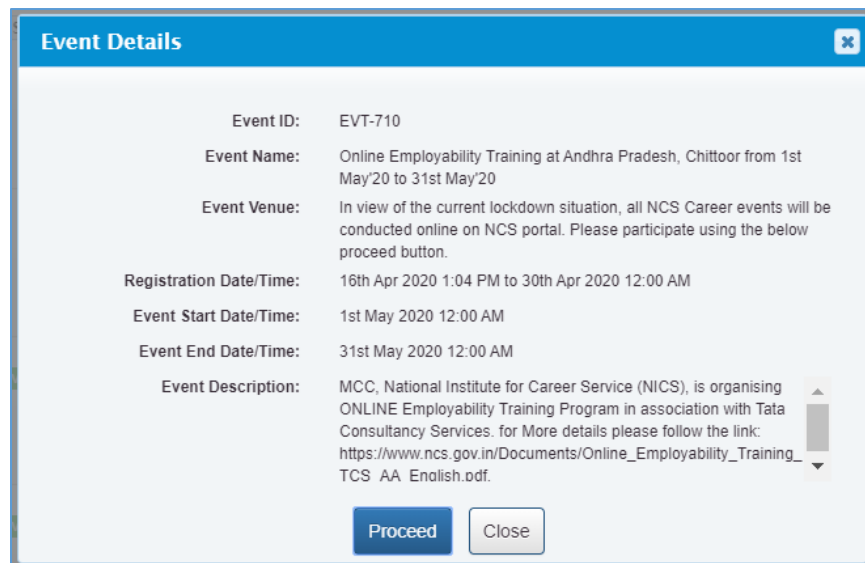 Event Details
Event ID: EVT-710
Event Name: Online Employability Training at Andhra Pradesh, Chittoor from 1st
May'20 to 31st May'20
Event Venue: In view of the current lockdown situation, all NCS Career events will be
conducted online on NCS portal. Please participate using the below
proceed button.
Registration Date/Time: 16th Apr 2020 1:04 PM to 30th Apr 2020 12:00 AM
Event Start Date/Time: 1st May 2020 12:00 AM
Event End Date/Time: 31st May 2020 12:00 AM
Event Description: MCC, National Institute for Career Service (NICS), is organising
ONLINE Employability Training Program in association with Tata
Consultancy Services. for More details please follow the link:
https://www.ncs.gov.in/Documents/Online_Employability_Training_
TCS_AA_English.pdf.
Proceed Close